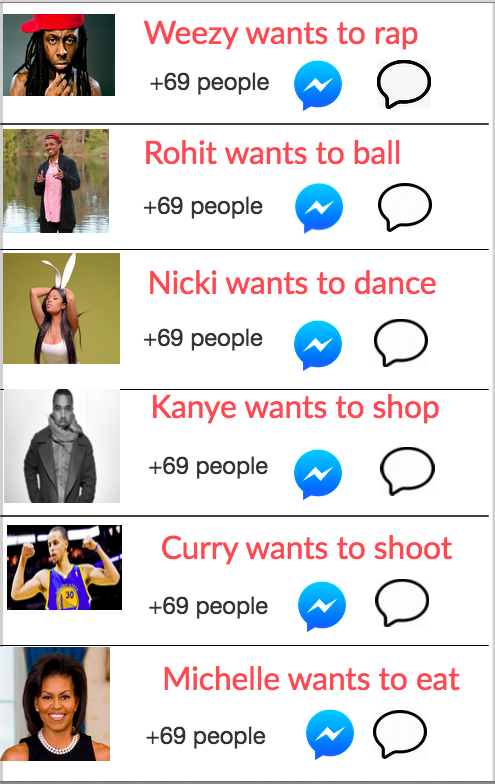 Weezy wants to rap
+69 people
Rohit wants to ball
+69 people
Nicki wants to dance
+69 people
Kanye wants to shop
+69 people
Curry wants to shoot
30
+69 people
Michelle wants to eat
+69 people